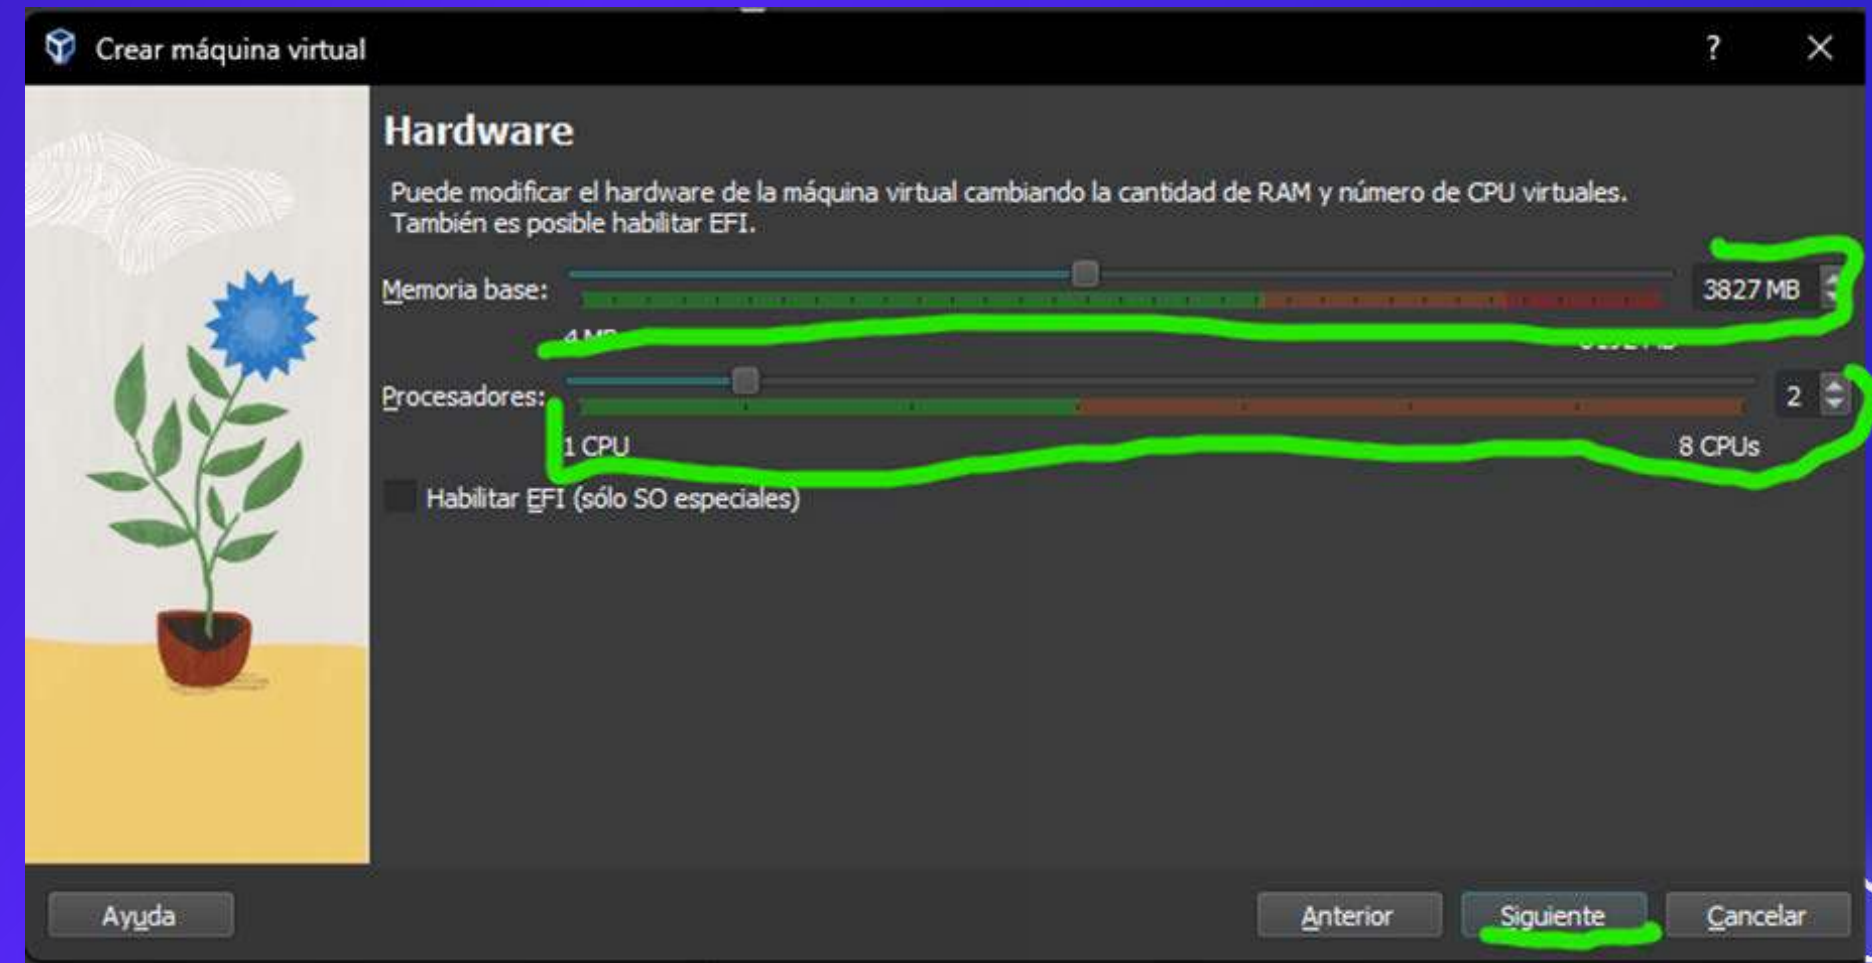 Crear máquina virtual
?
Hardware
Puede modificar el hardware de la máquina virtual cambiando la cantidad de RAM y número de CPU virtuales.
También es posible habilitar EFI.
Memoria base:
3827 MB
4 MB
Procesadores:
2
1 CPU
8 CPUs
Habilitar EFI (sólo SO especiales)
Ayuda
Anterior
Siguiente
Cancelar